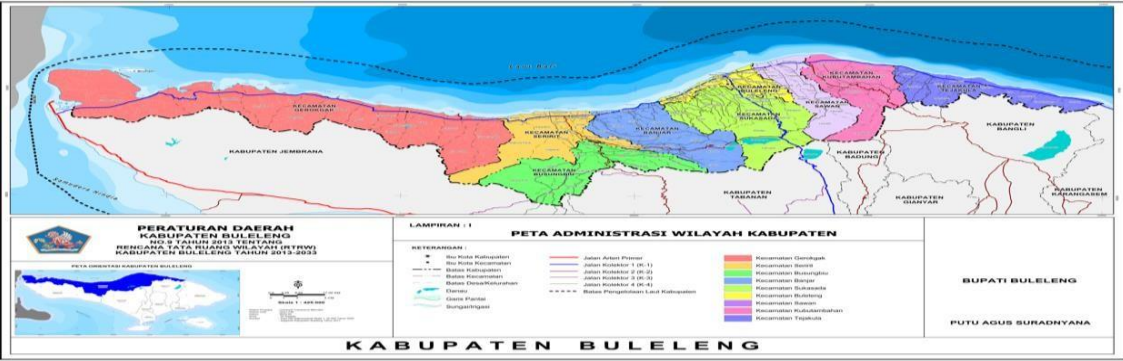 Laut Bali
KECAMATAN
GEROKGAK
KECAMATAN
SERIRIT
KECAMATAN
BUSUNGBIU
KECAMATAN
BANJAR
KECAMATAN
BULELENG
KECAMATAN
SUKASADA
KECAMATAN
SAWAN
KECAMATAN
KUBUTAMBAHAN
KECAMATAN
TEJAKULA
KABUPATEN JEMBRANA
KABUPATEN
TABANAN
KABUPATEN
BADUNG
KABUPATEN
GIANYAR
KABUPATEN
BANGLI
KABUPATEN
KARANGASEM
PERATURAN DAERAH
KABUPATEN BULELENG
NO.9 TAHUN 2013 TENTANG
RENCANA TATA RUANG WILAYAH (RTRW)
KABUPATEN BULELENG TAHUN 2013-2033
PETA ORIENTASI KABUPATEN BULELENG
LAMPIRAN : I
PETA ADMINISTRASI WILAYAH KABUPATEN
KETERANGAN :
Ibu Kota Kabupaten
Ibu Kota Kecamatan
Batas Kabupaten
Batas Kecamatan
Batas Desa/Kelurahan
Danau
Garis Pantai
Sungai/Irigasi
Jalan Arteri Primer
Jalan Kolektor 1 (K-1)
Jalan Kolektor 2 (K-2)
Jalan Kolektor 3 (K-3)
Jalan Kolektor 4 (K-4)
Batas Pengelolaan Laut Kabupaten
Kecamatan Gerokgak
Kecamatan Seririt
Kecamatan Busungbiu
Kecamatan Banjar
Kecamatan Sukasada
Kecamatan Buleleng
Kecamatan Sawan
Kecamatan Kubutambahan
Kecamatan Tejakula
BUPATI BULELENG
PUTU AGUS SURADNYANA
KABUPATEN BULELENG